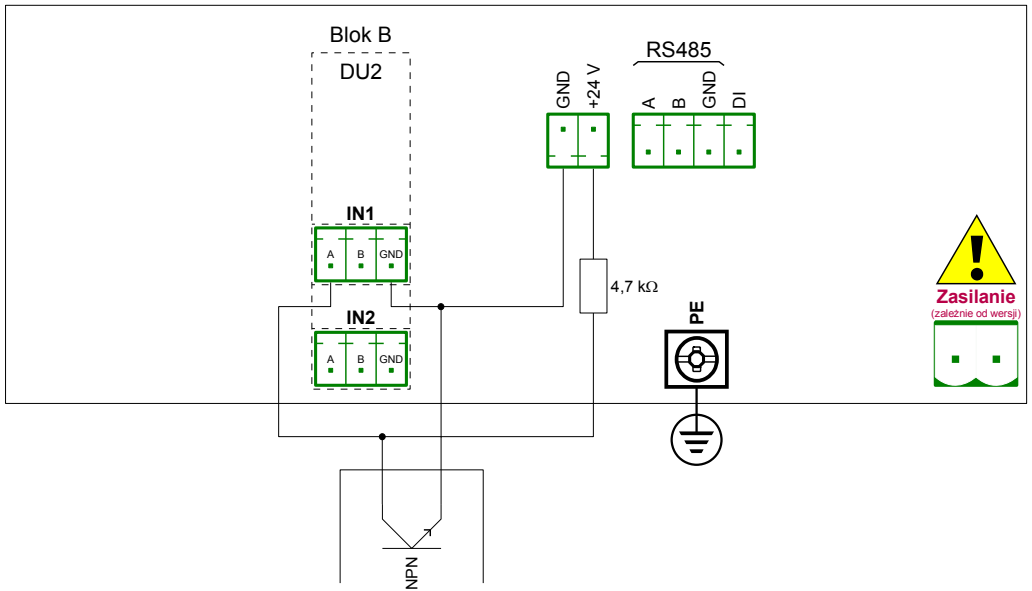 Blok B
DU2
RS485
GND
+24 V
A
B
GND
DI
IN1
A
B
GND
4,7 kΩ
Zasilanie
(zależnie od wersji)
IN2
PE
A
B
GND
NPN